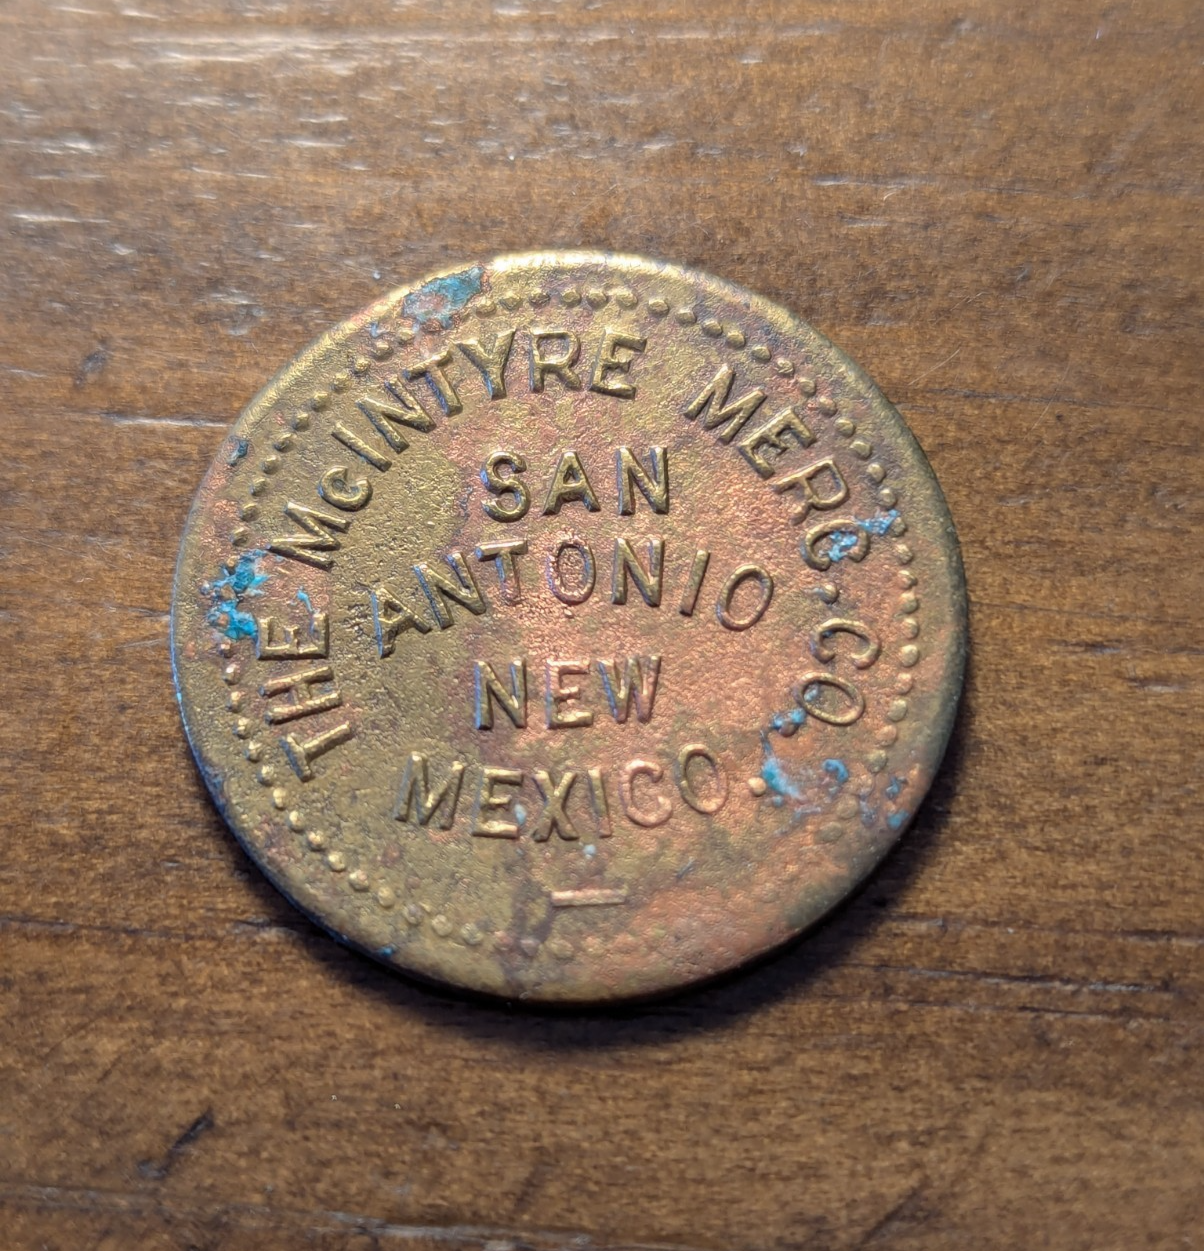 THE McINTYRE MERC. CO
SAN
ANTONIO
NEW
MEXICO.